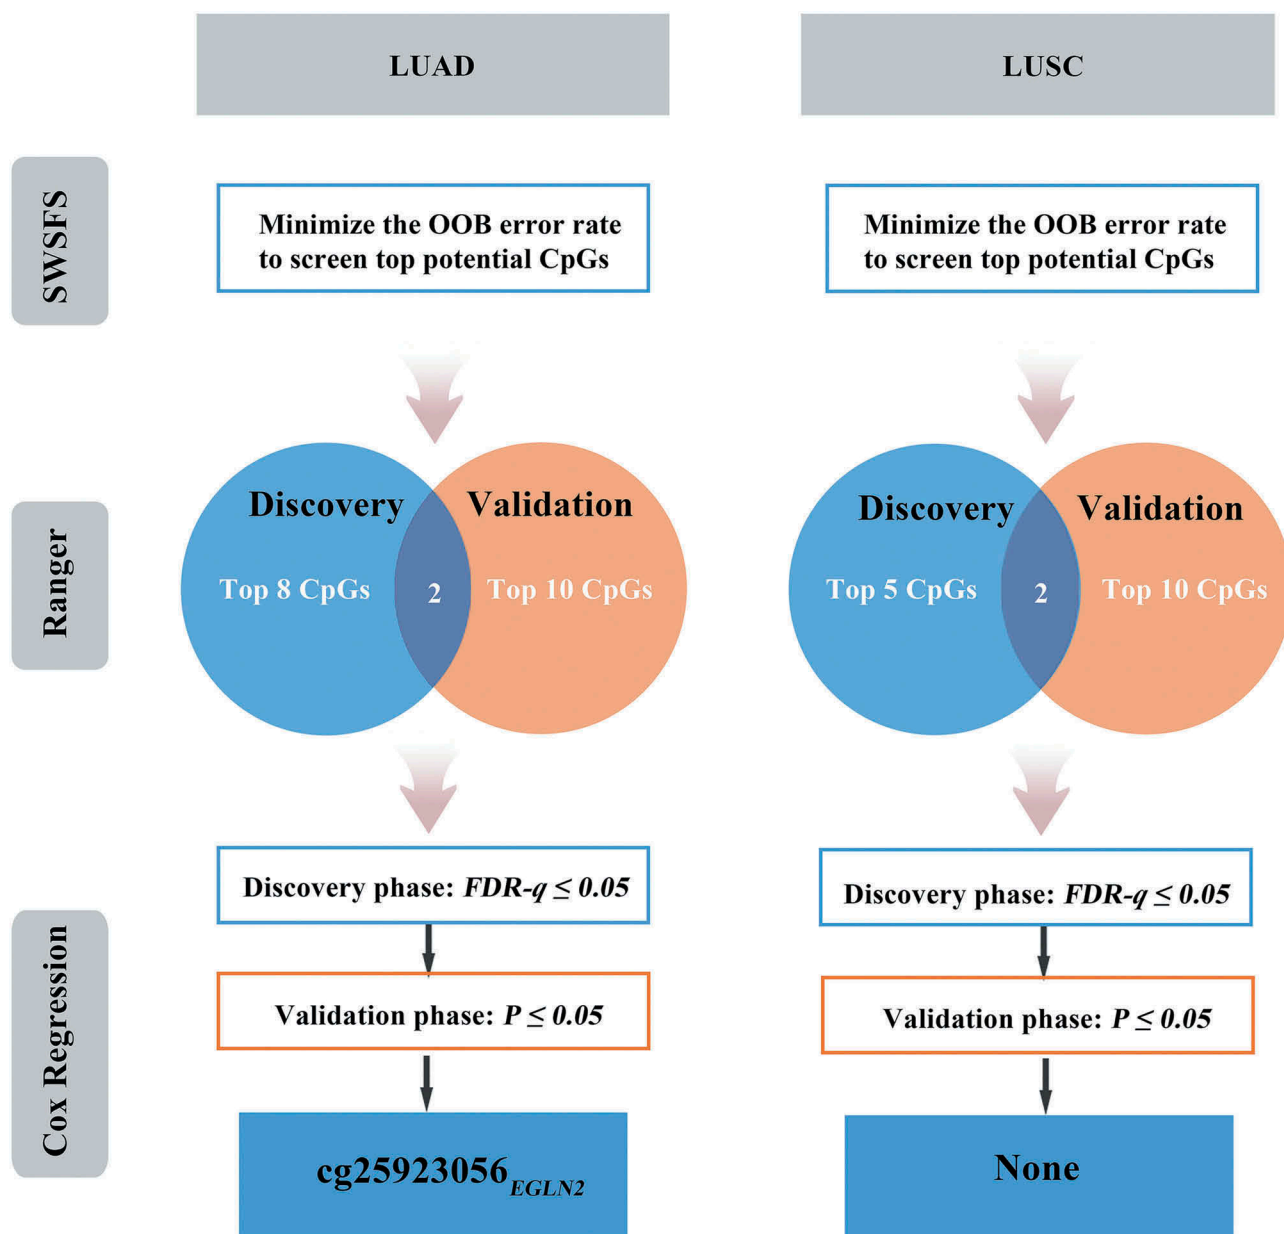 LUAD
LUSC
SWSFS
Minimize the OOB error rate
to screen top potential CpGs
Minimize the OOB error rate
to screen top potential CpGs
Ranger
Discovery
Validation
Top 8 CpGs
2
Top 10 CpGs
Discovery
Validation
Top 5 CpGs
2
Top 10 CpGs
Cox Regression
Discovery phase: FDR-q ≤ 0.05
Validation phase: P ≤ 0.05
cg25923056EGLN2
Discovery phase: FDR-q ≤ 0.05
Validation phase: P ≤ 0.05
None